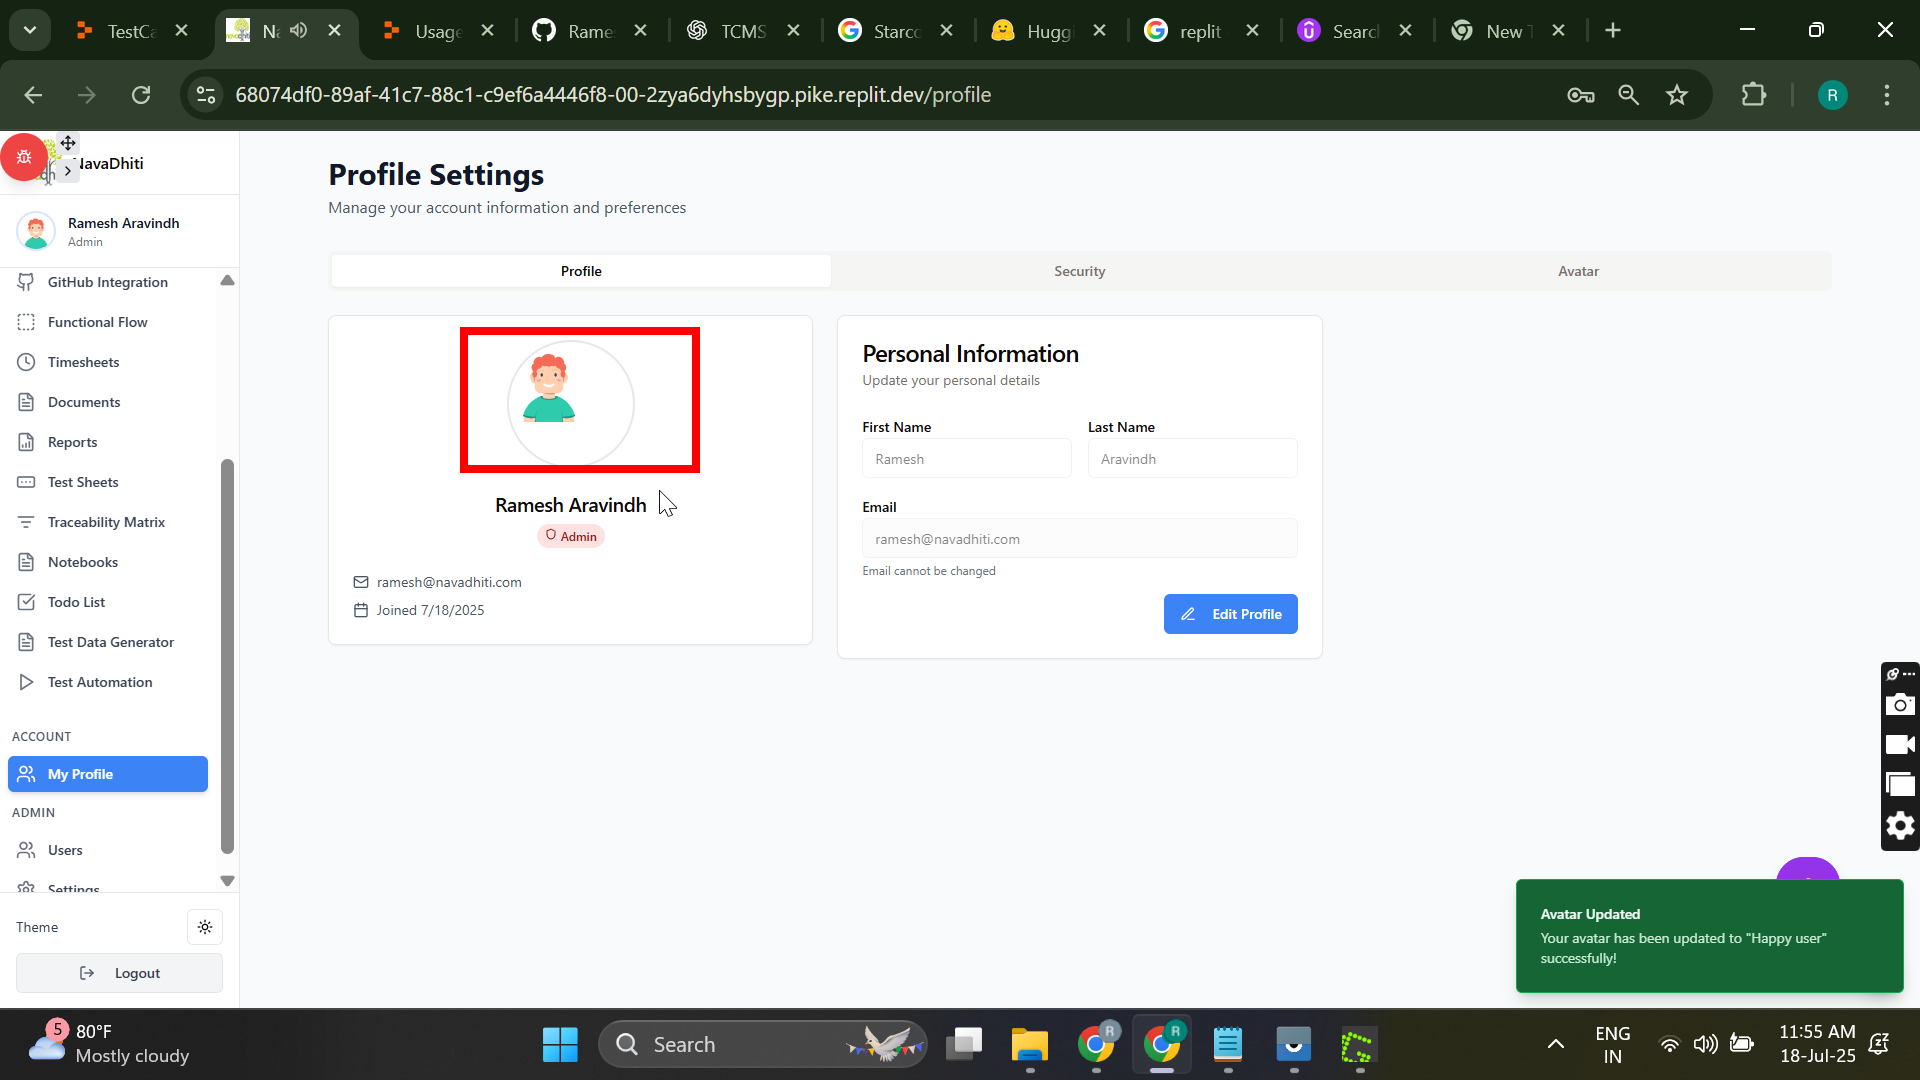 TestCa
Na
Usage
Rame
TCMS
Starco
Huggi
replit
Search
New T
68074df0-89af-41c7-88c1-c9ef6a4446f8-00-2zya6dyhsbygp.pike.replit.dev/profile
R
NavaDhiti
Ramesh Aravindh
Admin
GitHub Integration
Functional Flow
Timesheets
Documents
Reports
Test Sheets
Traceability Matrix
Notebooks
Todo List
Test Data Generator
Test Automation
ACCOUNT
My Profile
ADMIN
Users
Settings
Theme
Logout
Profile Settings
Manage your account information and preferences
Profile
Security
Avatar
Ramesh Aravindh
Admin
ramesh@navadhiti.com
Joined 7/18/2025
Personal Information
Update your personal details
First Name
Last Name
Ramesh
Aravindh
Email
ramesh@navadhiti.com
Email cannot be changed
Edit Profile
Avatar Updated
Your avatar has been updated to "Happy user"
successfully!
5
80°F
Mostly cloudy
Search
R
R
ENG
IN
11:55 AM
18-Jul-25